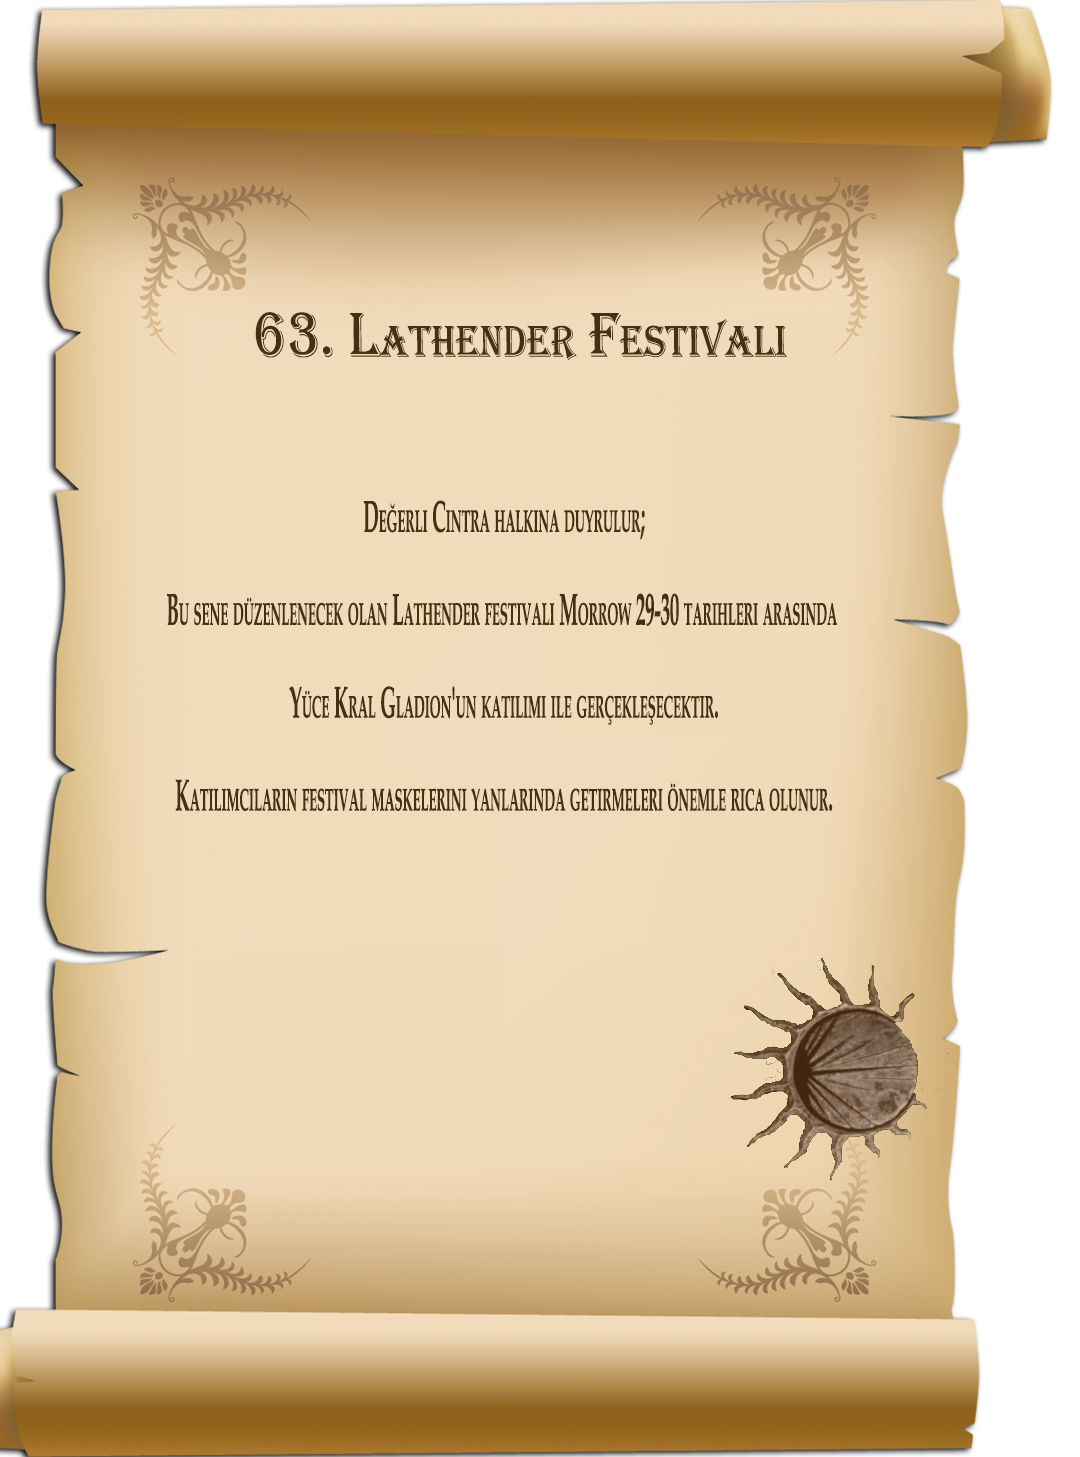 63. Lathender Festivali
Değerli Cintra halkına duyrulur;
Bu sene düzenlenecek olan Lathender festivali Morrow 29-30 tarihleri arasında
Yüce Kral Gladion'un katılımı ile gerçekleşecektir.
Katılımcıların festival maskelerini yanlarında getirmeleri önemle rica olunur.